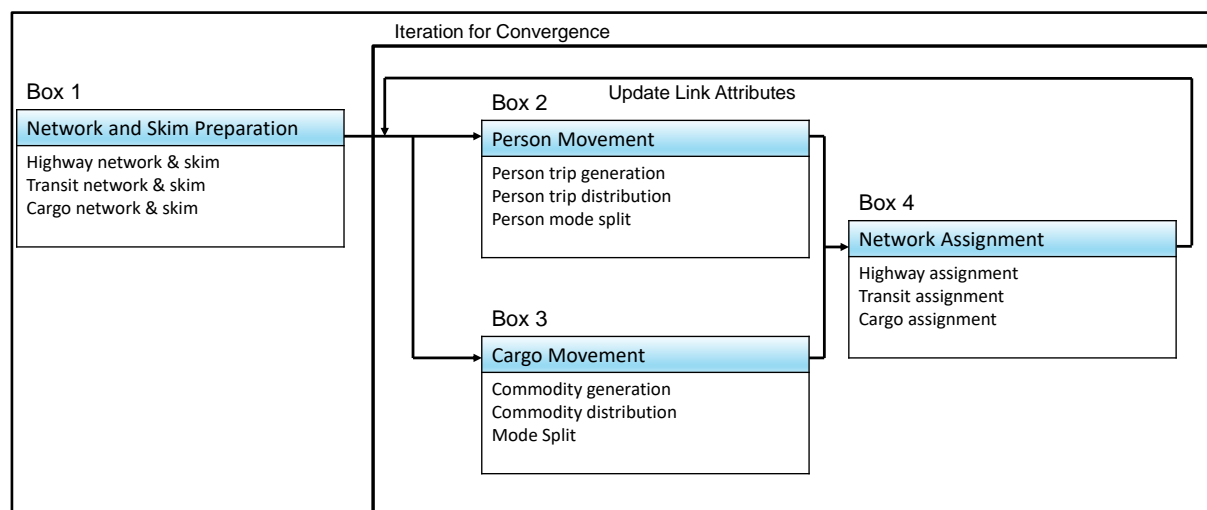 Iteration for Convergence
Update Link Attributes
Box 1
Network and Skim Preparation
Highway network & skim
Transit network & skim
Cargo network & skim
Box 2
Person Movement
Person trip generation
Person trip distribution
Person mode split
Box 3
Cargo Movement
Commodity generation
Commodity distribution
Mode Split
Box 4
Network Assignment
Highway assignment
Transit assignment
Cargo assignment